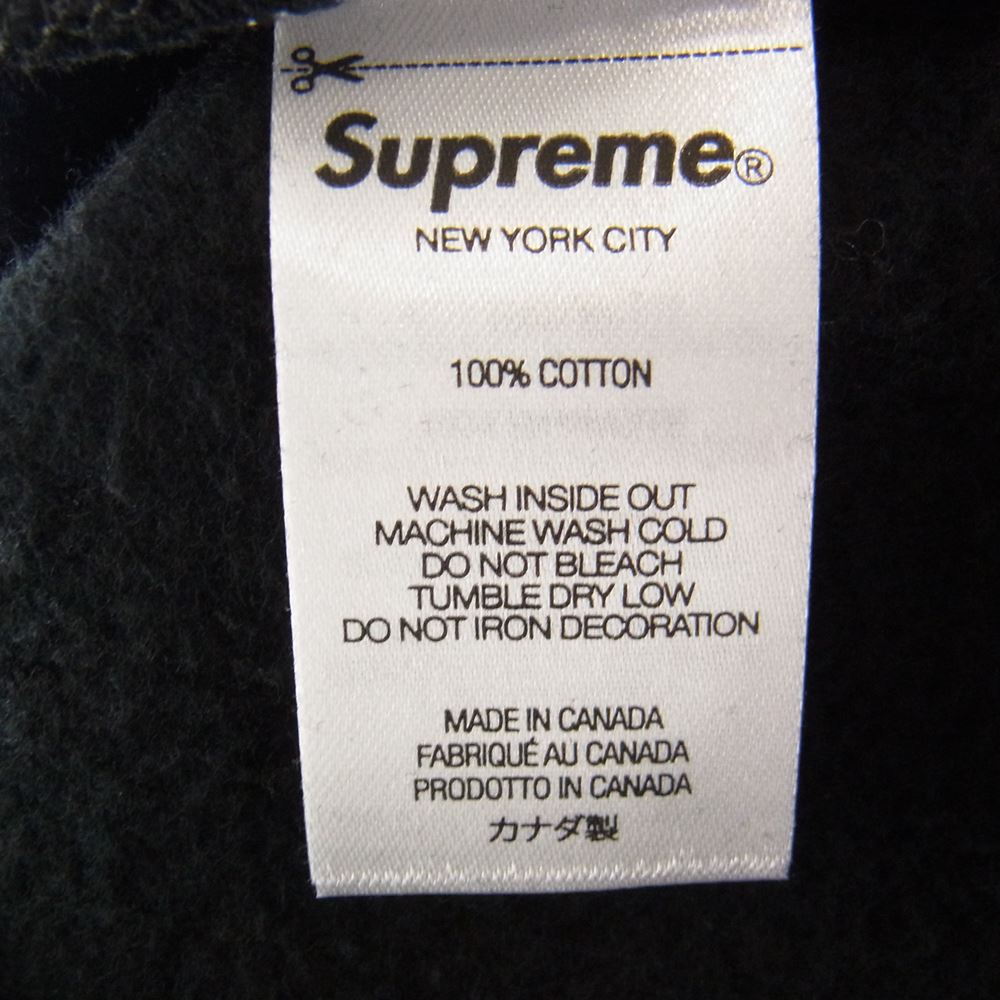 Supreme®
NEW YORK CITY
100% COTTON
WASH INSIDE OUT
MACHINE WASH COLD
DO NOT BLEACH
TUMBLE DRY LOW
DO NOT IRON DECORATION
MADE IN CANADA
FABRIQUÉ AU CANADA
PRODOTTO IN CANADA
カナダ製